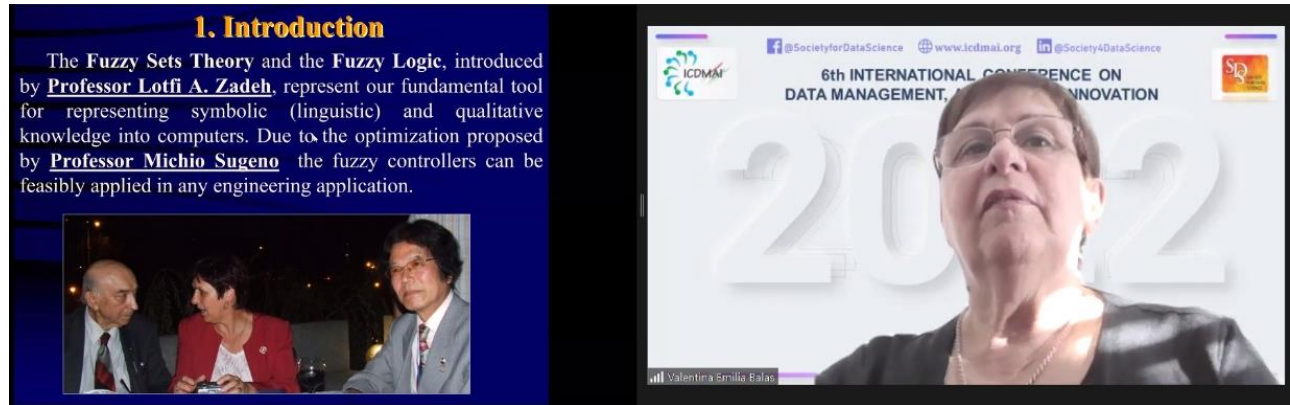 1. Introduction
The Fuzzy Sets Theory and the Fuzzy Logic, introduced
by Professor Lotfi A. Zadeh, represent our fundamental tool
for representing symbolic (linguistic) and qualitative
knowledge into computers. Due to the optimization proposed
by Professor Michio Sugeno the fuzzy controllers can be
feasibly applied in any engineering application.
@SocietyforDataScience www.icdmai.org @Society4DataScience
ICDMAI
6th INTERNATIONAL CONFERENCE ON
DATA MANAGEMENT, A INNOVATION
SDS
2022
Valentina Emilia Balas